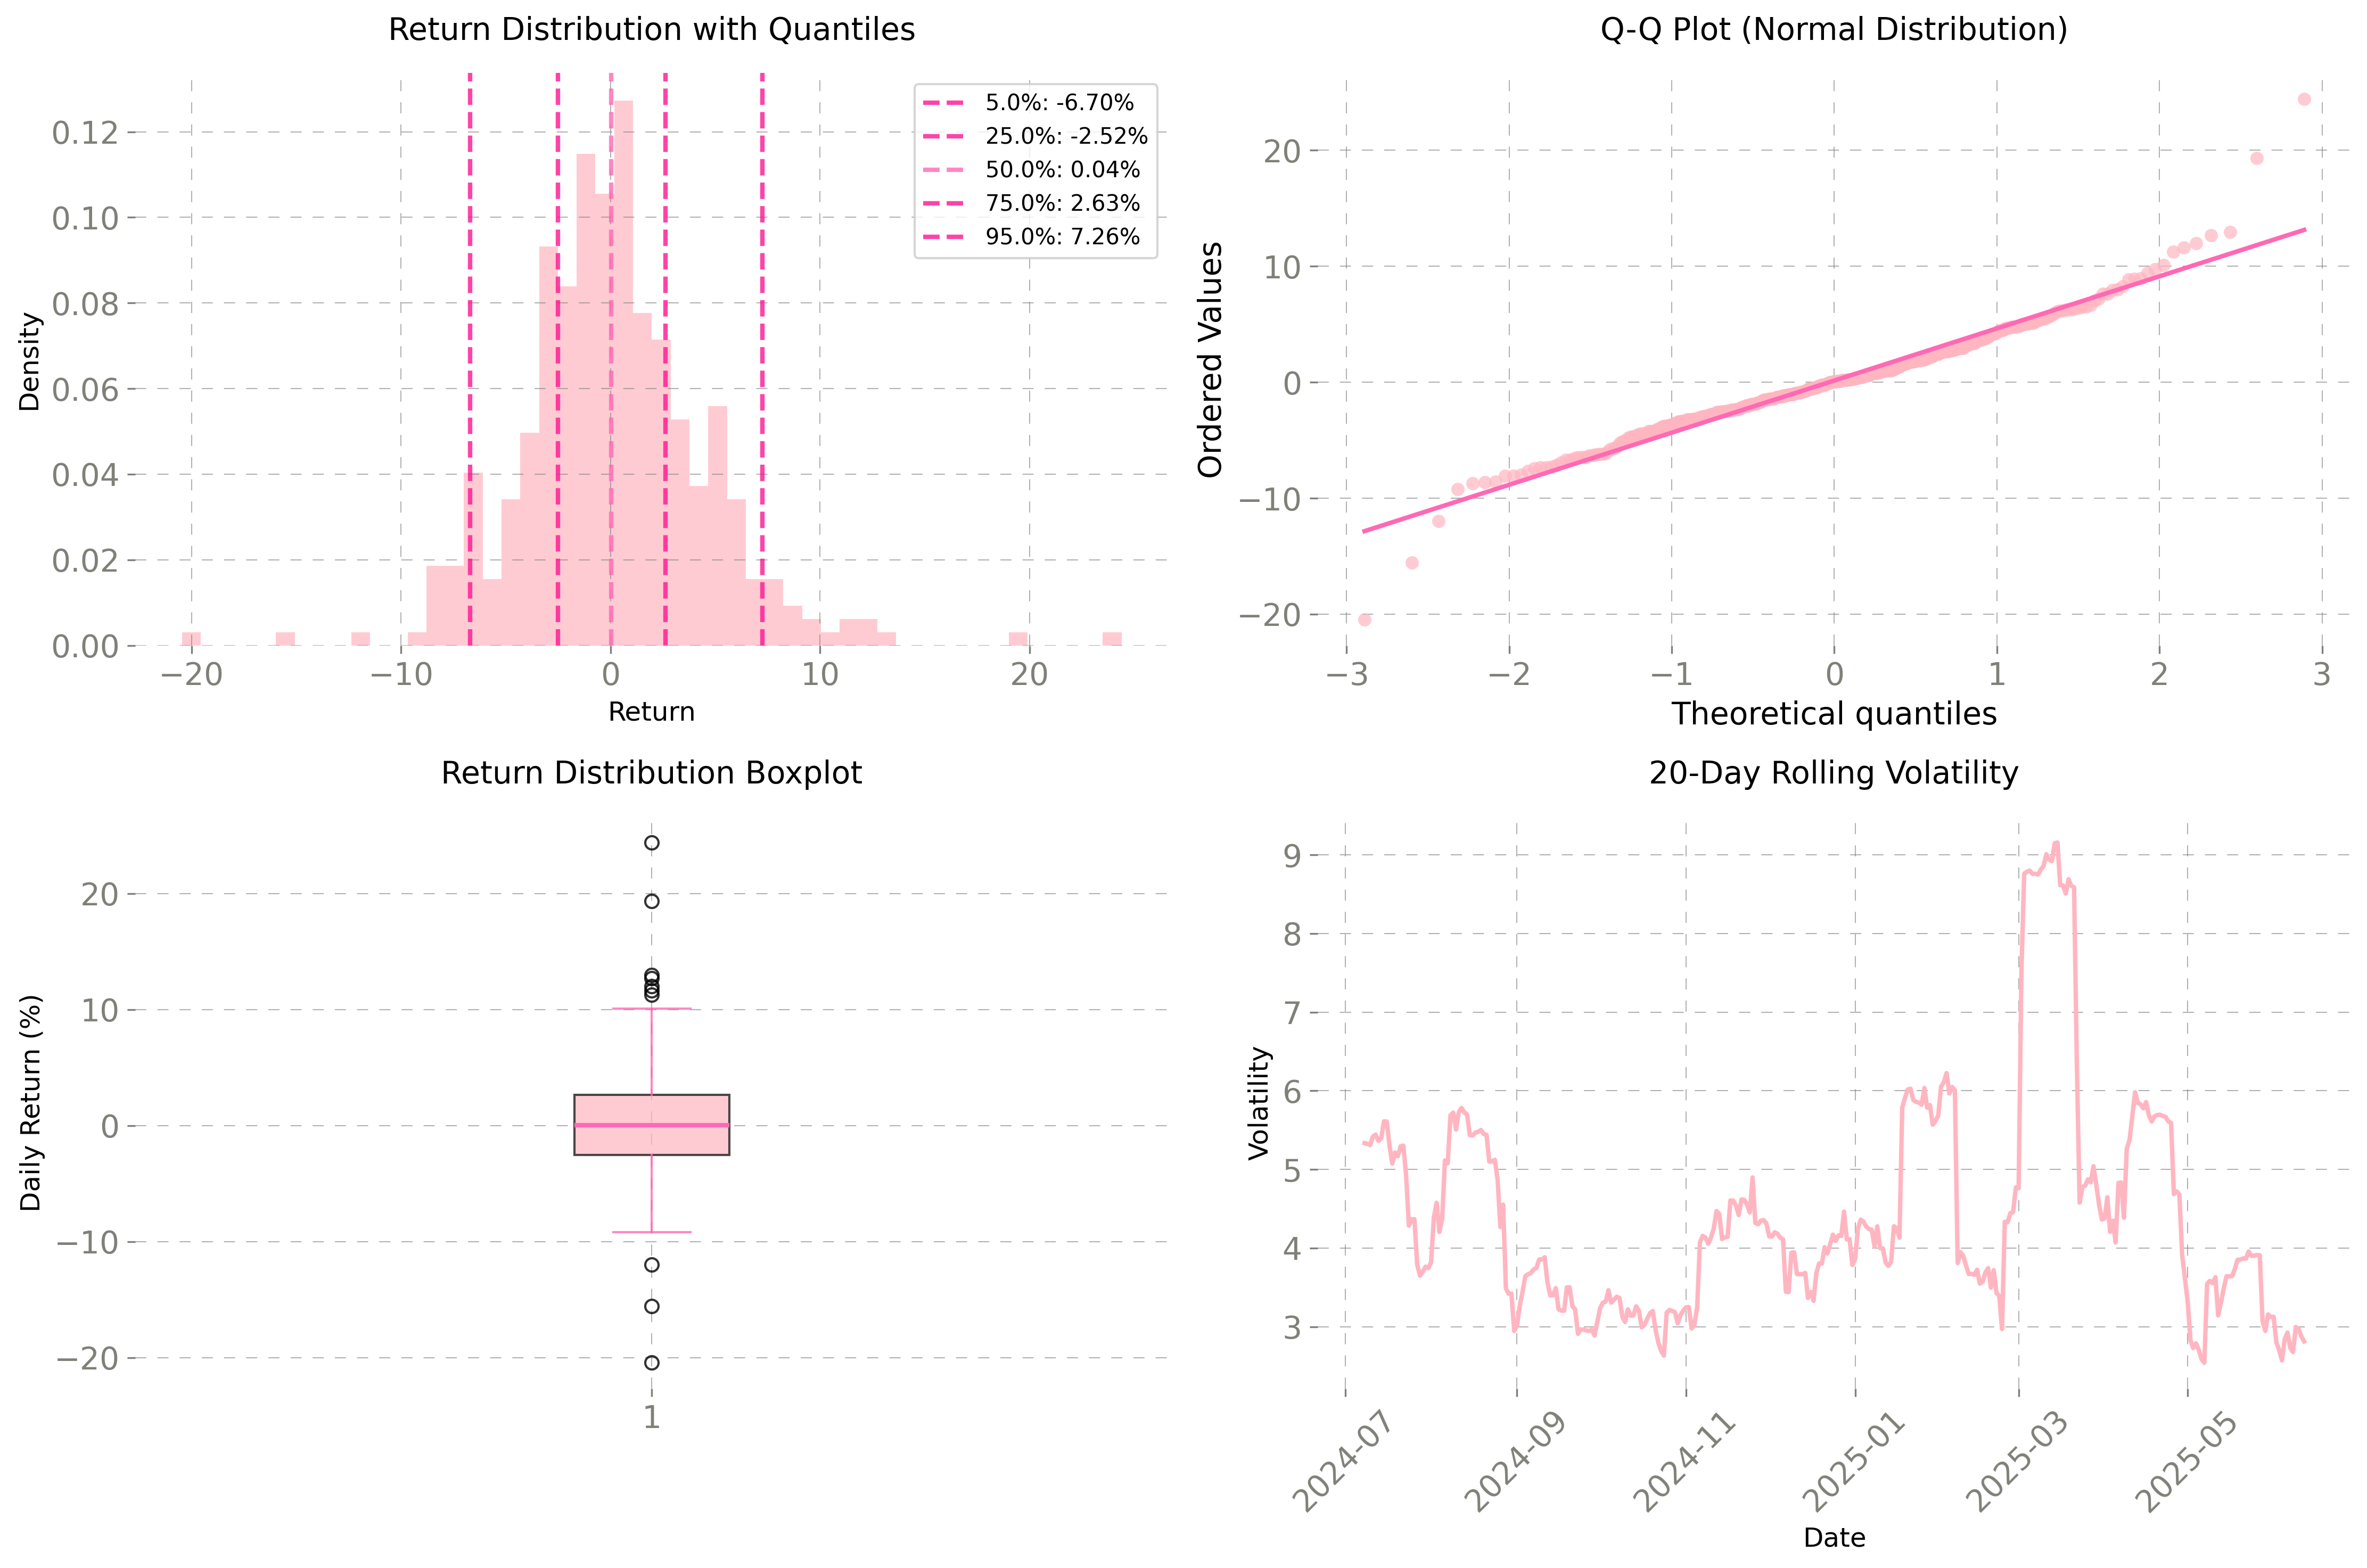 Return Distribution with Quantiles
5.0%: -6.70%
25.0%: -2.52%
50.0%: 0.04%
75.0%: 2.63%
95.0%: 7.26%
Density
0.12
0.10
0.08
0.06
0.04
0.02
0.00
−20 −10 0 10 20
Return
Q-Q Plot (Normal Distribution)
Ordered Values
20
10
0
−10
−20
−3 −2 −1 0 1 2 3
Theoretical quantiles
Return Distribution Boxplot
Daily Return (%)
20
10
0
−10
−20
1
20-Day Rolling Volatility
Volatility
9
8
7
6
5
4
3
2024-07 2024-09 2024-11 2025-01 2025-03 2025-05
Date